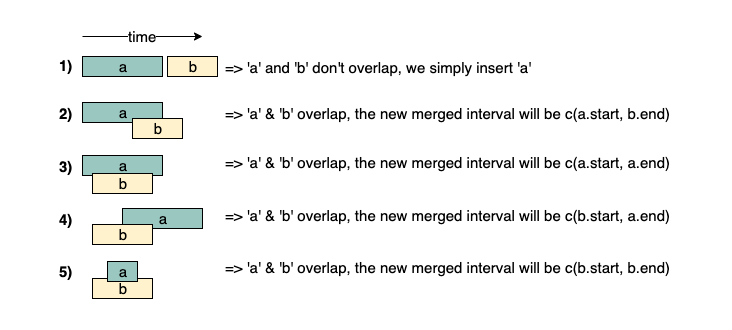 time
1) a b => 'a' and 'b' don't overlap, we simply insert 'a'
2) a b => 'a' & 'b' overlap, the new merged interval will be c(a.start, b.end)
3) a b => 'a' & 'b' overlap, the new merged interval will be c(a.start, a.end)
4) a b => 'a' & 'b' overlap, the new merged interval will be c(b.start, a.end)
5) a b => 'a' & 'b' overlap, the new merged interval will be c(b.start, b.end)